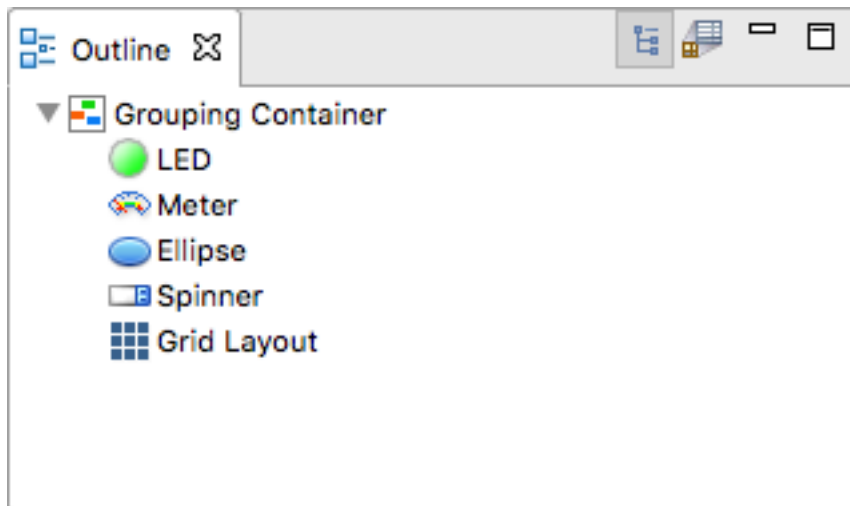 Outline
Grouping Container
LED
Meter
Ellipse
Spinner
Grid Layout